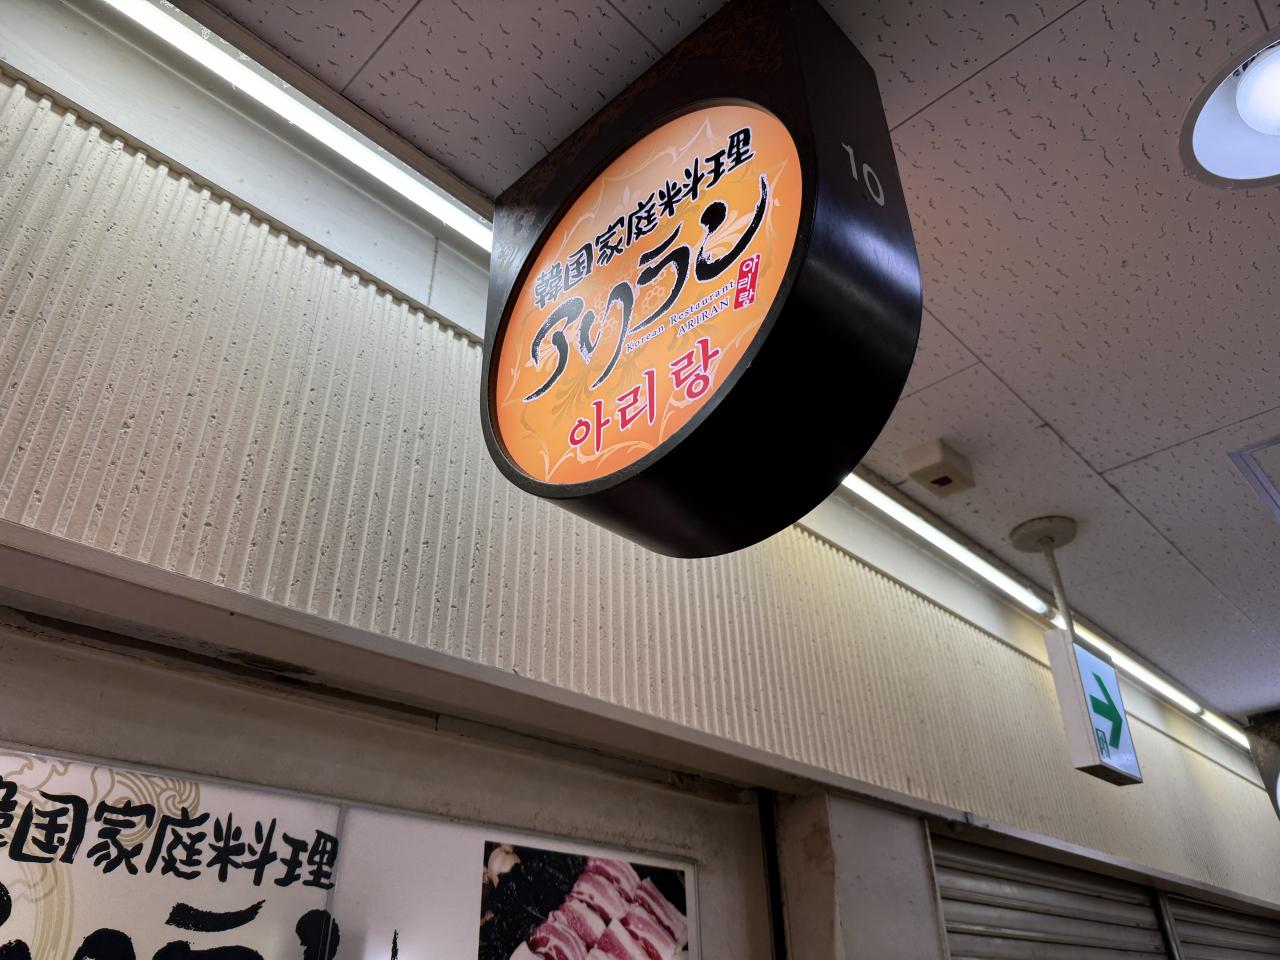 韓国家庭料理
アリラン
아리랑
Korean Restaurant
ARIRAN
아리랑
10
韓国家庭料理